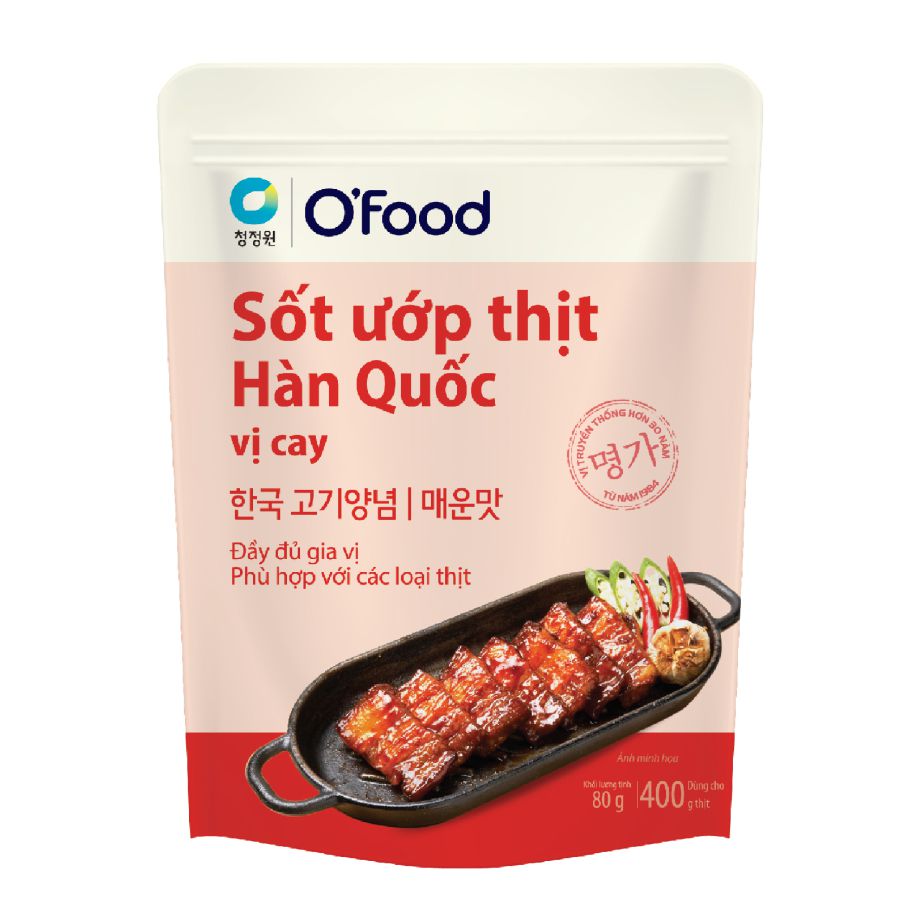 청정원
O'Food
Sốt ướp thịt
Hàn Quốc
vị cay
한국 고기양념 | 매운맛
VỊ TRUYỀN THỐNG HƠN 30 NĂM
명가
TỪ NĂM 1984
Đầy đủ gia vị
Phù hợp với các loại thịt
Ảnh minh họa
Khối lượng tịnh
80 g
400
Dùng cho
g thịt